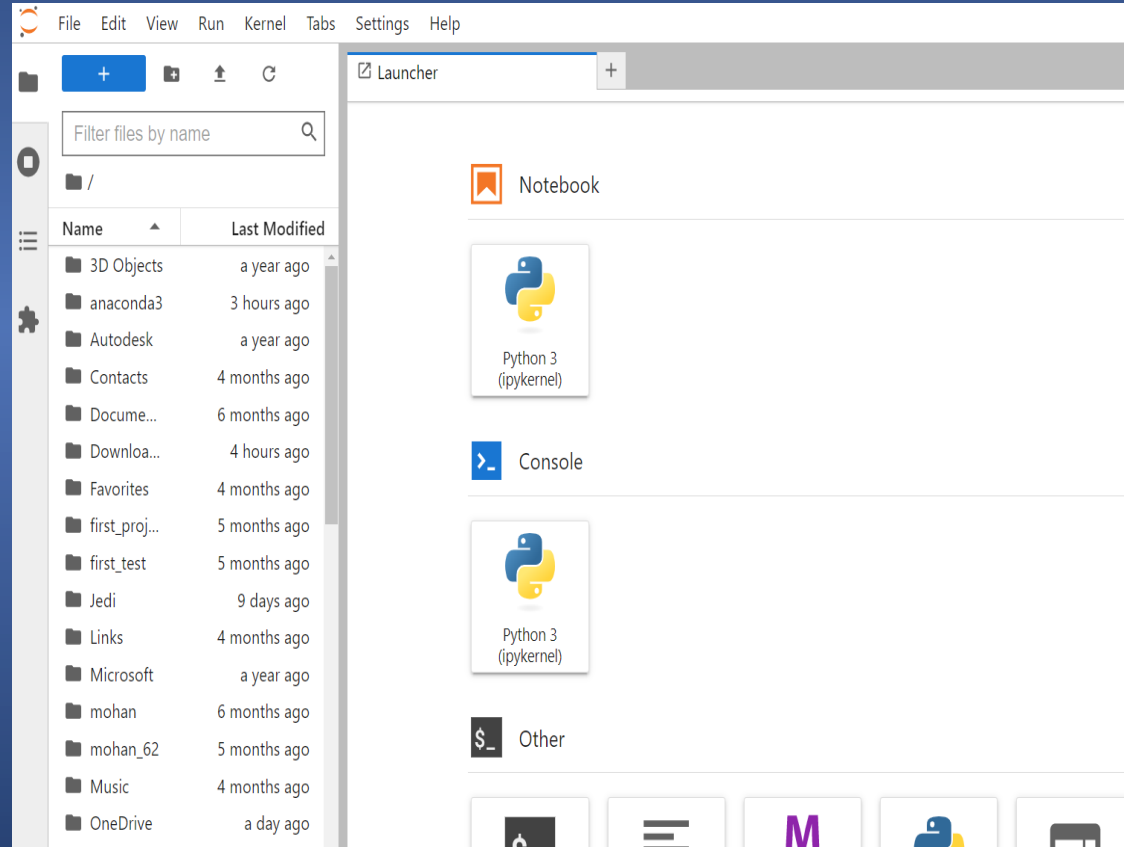 File Edit View Run Kernel Tabs Settings Help
+
Launcher
+
Filter files by name
/
Name Last Modified
3D Objects a year ago
anaconda3 3 hours ago
Autodesk a year ago
Contacts 4 months ago
Docume... 6 months ago
Downloa... 4 hours ago
Favorites 4 months ago
first_proj... 5 months ago
first_test 5 months ago
Jedi 9 days ago
Links 4 months ago
Microsoft a year ago
mohan 6 months ago
mohan_62 5 months ago
Music 4 months ago
OneDrive a day ago
Notebook
Python 3
(ipykernel)
>_ Console
Python 3
(ipykernel)
$_ Other
$
M